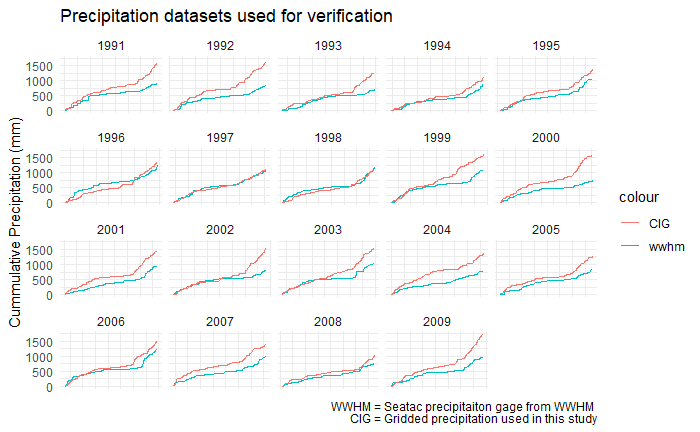 Precipitation datasets used for verification
1991 1992 1993 1994 1995
1500
1000
500
0
1996 1997 1998 1999 2000
1500
1000
500
0
2001 2002 2003 2004 2005
1500
1000
500
0
2006 2007 2008 2009
1500
1000
500
0
Cummulative Precipitation (mm)
colour
CIG
wwhm
WWHM = Seatac precipitaiton gage from WWHM
CIG = Gridded precipitation used in this study